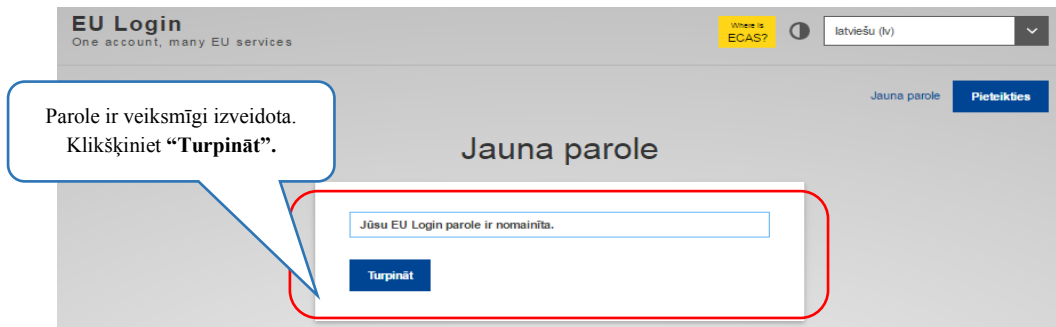 EU Login
One account, many EU services
Where is
ECAS?
latviešu (lv)
Jauna parole
Pieteikties
Parole ir veiksmīgi izveidota.
Klikšķiniet “Turpināt”.
Jauna parole
Jūsu EU Login parole ir nomainīta.
Turpināt